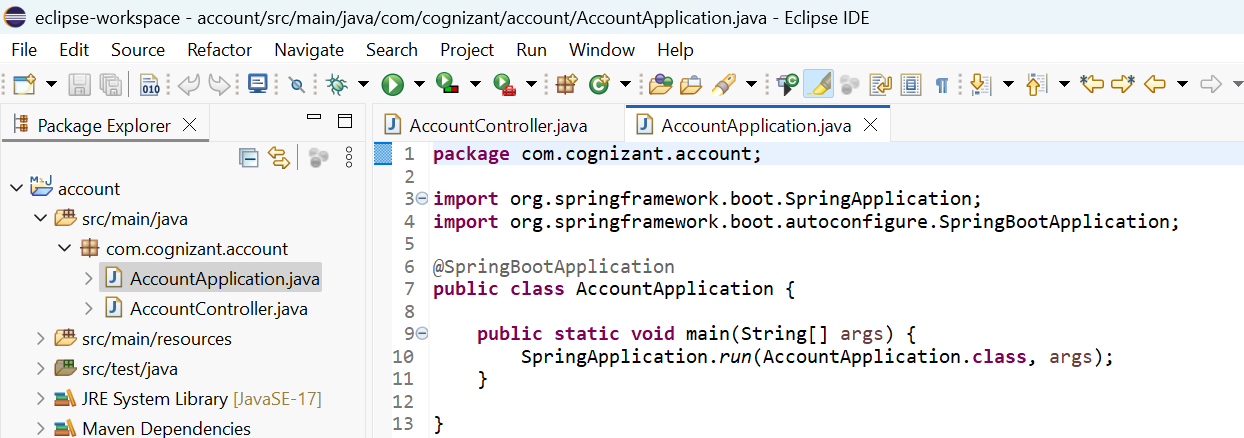 eclipse-workspace - account/src/main/java/com/cognizant/account/AccountApplication.java - Eclipse IDE
File Edit Source Refactor Navigate Search Project Run Window Help
010
Package Explorer
account
src/main/java
com.cognizant.account
AccountApplication.java
AccountController.java
src/main/resources
src/test/java
JRE System Library [JavaSE-17]
Maven Dependencies
AccountController.java AccountApplication.java
1 package com.cognizant.account;
2
3 import org.springframework.boot.SpringApplication;
4 import org.springframework.boot.autoconfigure.SpringBootApplication;
5
6 @SpringBootApplication
7 public class AccountApplication {
8
9 public static void main(String[] args) {
10 SpringApplication.run(AccountApplication.class, args);
11 }
12
13 }